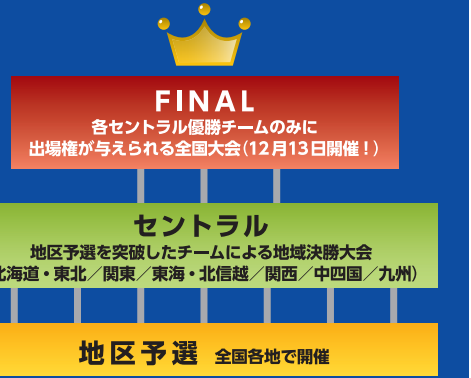 FINAL
各セントラル優勝チームのみに
出場権が与えられる全国大会（12月13日開催！）
セントラル
地区予選を突破したチームによる地域決勝大会
海道・東北／関東／東海・北信越／関西／中四国／九州）
地区予選 全国各地で開催